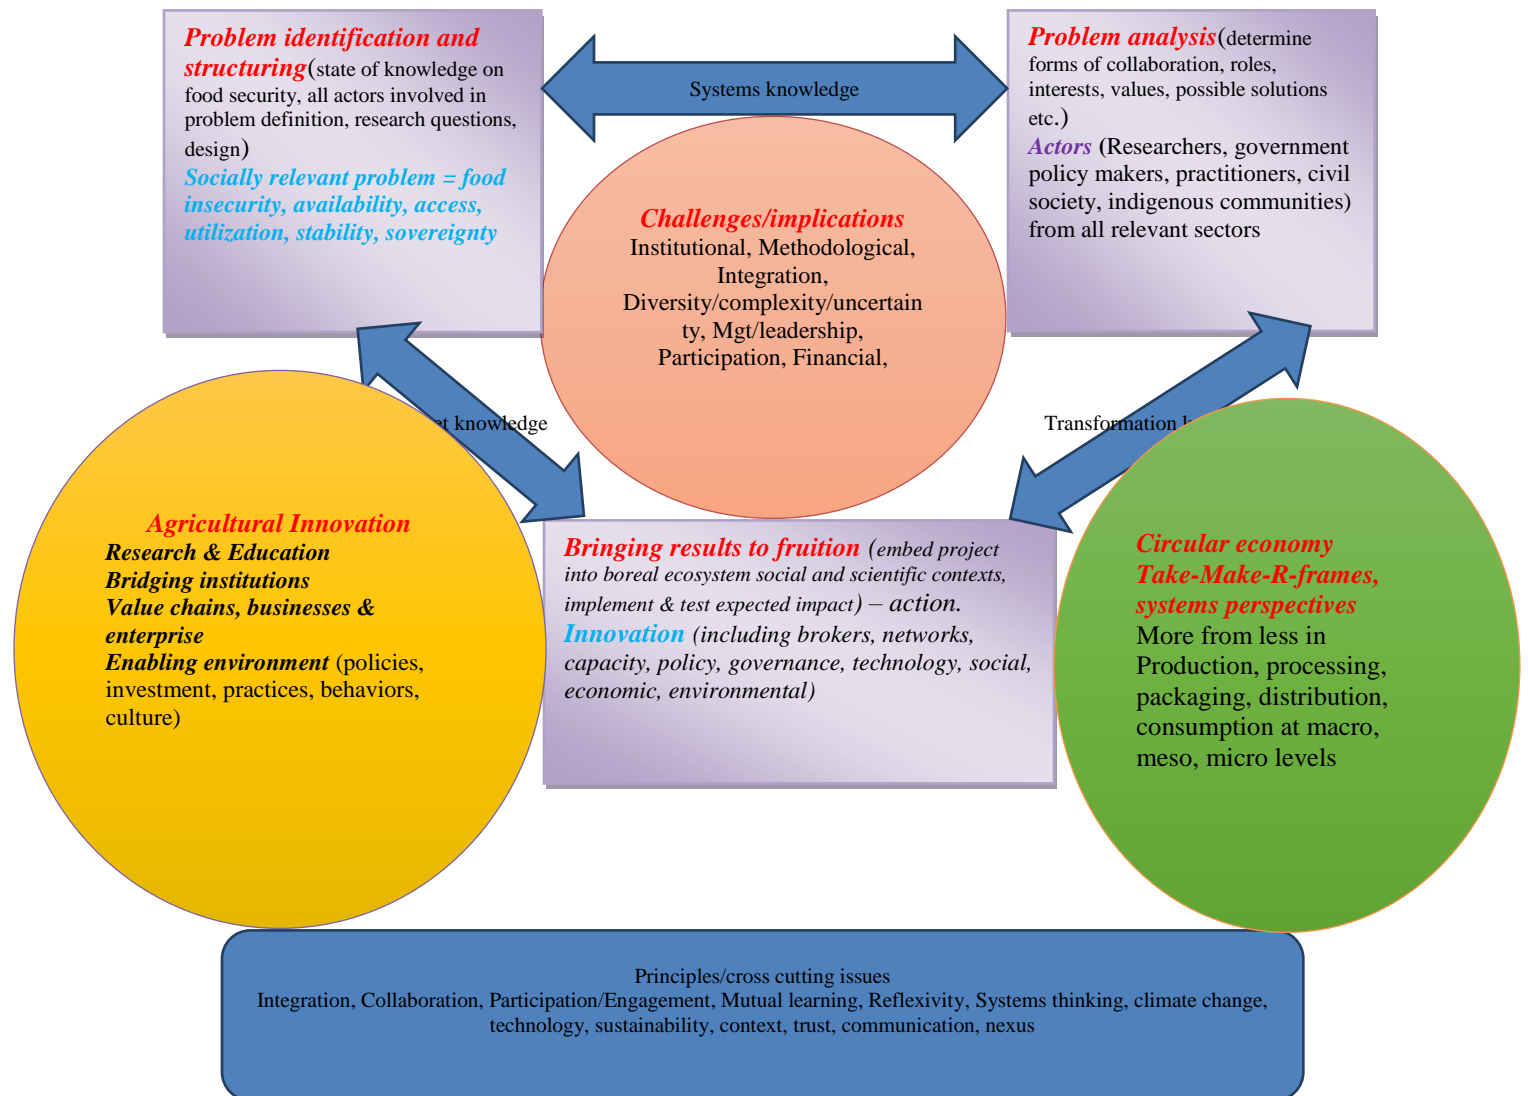 Problem identification and
structuring(state of knowledge on
food security, all actors involved in
problem definition, research questions,
design)
Socially relevant problem = food
insecurity, availability, access,
utilization, stability, sovereignty
Systems knowledge
Problem analysis(determine
forms of collaboration, roles,
interests, values, possible solutions
etc.)
Actors (Researchers, government
policy makers, practitioners, civil
society, indigenous communities)
from all relevant sectors
Challenges/implications
Institutional, Methodological,
Integration,
Diversity/complexity/uncertain
ty, Mgt/leadership,
Participation, Financial,
knowledge
Transformation
Agricultural Innovation
Research & Education
Bridging institutions
Value chains, businesses &
enterprise
Enabling environment (policies,
investment, practices, behaviors,
culture)
Bringing results to fruition (embed project
into boreal ecosystem social and scientific contexts,
implement & test expected impact) – action.
Innovation (including brokers, networks,
capacity, policy, governance, technology, social,
economic, environmental)
Circular economy
Take-Make-R-frames,
systems perspectives
More from less in
Production, processing,
packaging, distribution,
consumption at macro,
meso, micro levels
Principles/cross cutting issues
Integration, Collaboration, Participation/Engagement, Mutual learning, Reflexivity, Systems thinking, climate change,
technology, sustainability, context, trust, communication, nexus